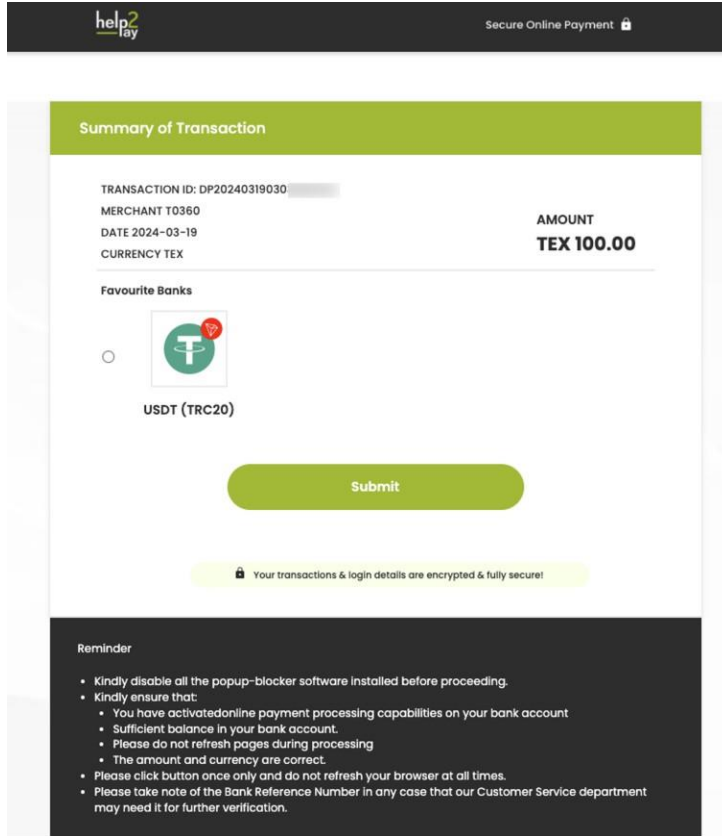 help2
Pay
Secure Online Payment
Summary of Transaction
TRANSACTION ID: DP20240319030
MERCHANT T0360
DATE 2024-03-19
CURRENCY TEX
AMOUNT
TEX 100.00
Favourite Banks
USDT (TRC20)
Submit
Your transactions & login details are encrypted & fully secure!
Reminder
• Kindly disable all the popup-blocker software installed before proceeding.
• Kindly ensure that:
• You have activatedonline payment processing capabilities on your bank account
• Sufficient balance in your bank account.
• Please do not refresh pages during processing
• The amount and currency are correct.
• Please click button once only and do not refresh your browser at all times.
• Please take note of the Bank Reference Number in any case that our Customer Service department
may need it for further verification.